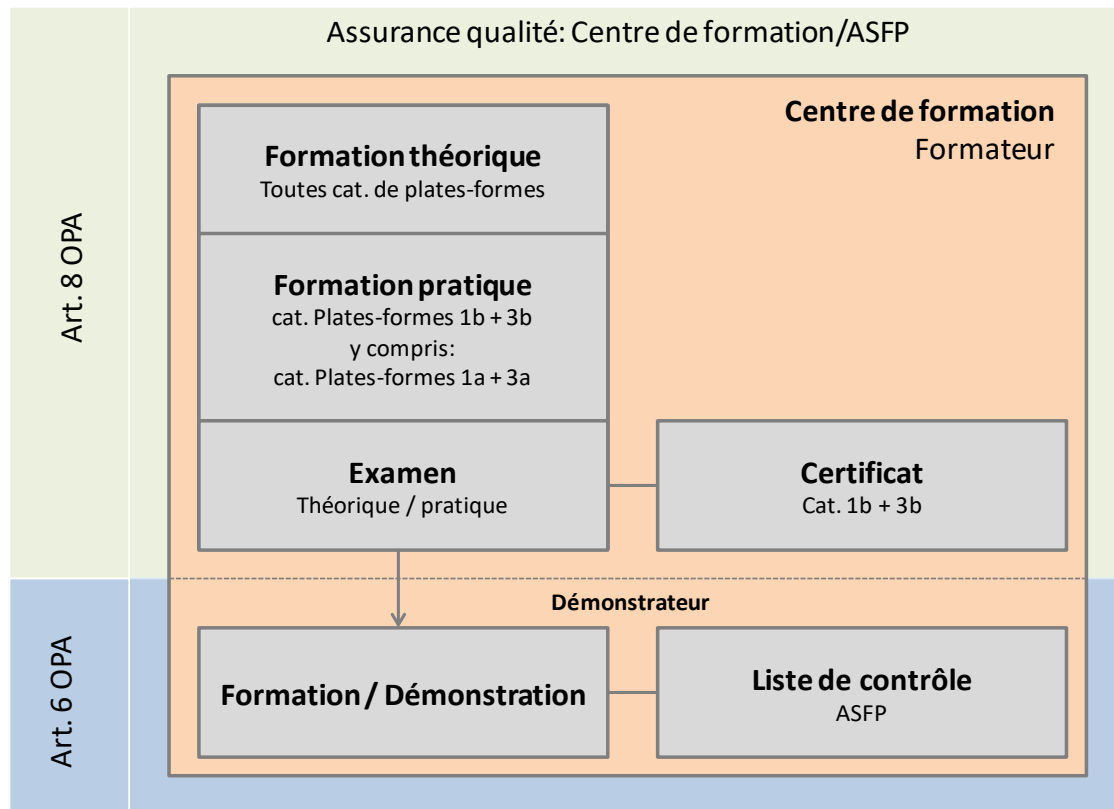 Assurance qualité: Centre de formation/ASFP
Art. 8 OPA
Centre de formation
Formateur
Formation théorique
Toutes cat. de plates-formes
Formation pratique
cat. Plates-formes 1b + 3b
y compris:
cat. Plates-formes 1a + 3a
Examen
Théorique / pratique
Certificat
Cat. 1b + 3b
Art. 6 OPA
Démonstrateur
Formation / Démonstration
Liste de contrôle
ASFP